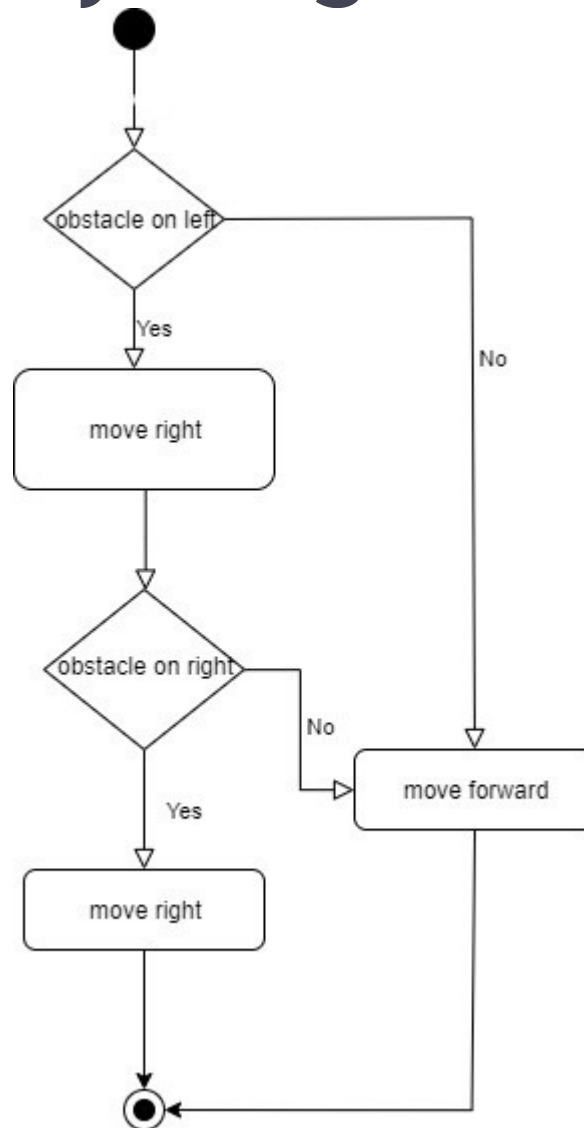 obstacle on left
Yes
No
move right
obstacle on right
No
move forward
Yes
move right